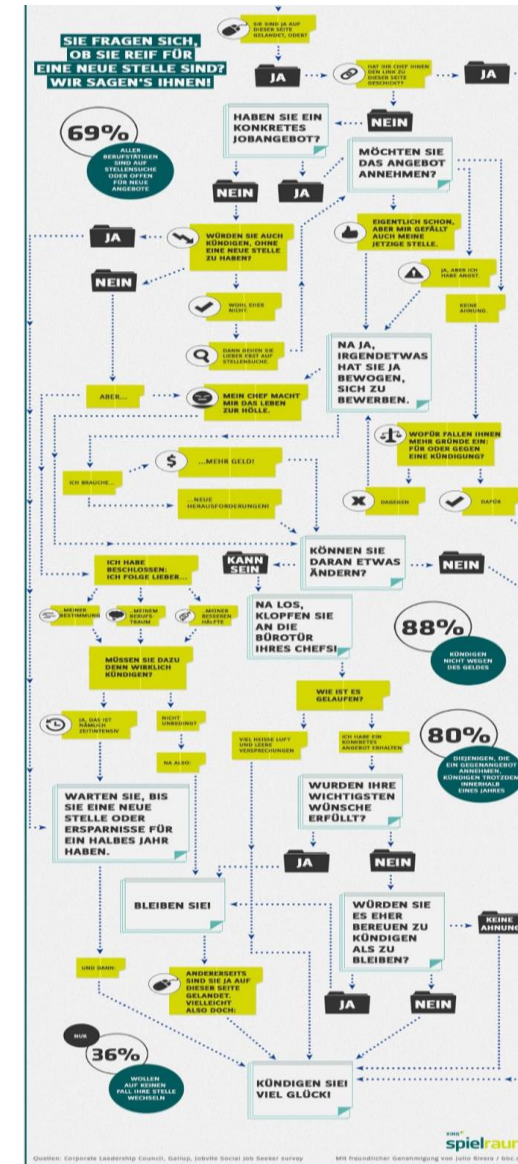 SIE SIND JA AUF
DIESER SEITE
GELANDET, ODER?
SIE FRAGEN SICH,
OB SIE REIF FÜR
EINE NEUE STELLE SIND?
WIR SAGEN'S IHNEN!
JA
HAT IHR CHEF IHNEN
DEN LINK ZU
DIESER SEITE
GESCHICKT?
JA
NEIN
69%
ALLER
BERUFSTÄTIGEN
SIND AUF
STELLENSUCHE
ODER OFFEN
FÜR NEUE
ANGEBOTE
HABEN SIE EIN
KONKRETES
JOBANGEBOT?
NEIN
JA
MÖCHTEN SIE
DAS ANGEBOT
ANNEHMEN?
EIGENTLICH SCHON,
ABER MIR GEFÄLLT
AUCH MEINE
JETZIGE STELLE.
JA, ABER ICH
HABE ANGST.
KEINE
AHNUNG.
JA
NEIN
WÜRDEN SIE AUCH
KÜNDIGEN, OHNE
EINE NEUE STELLE
ZU HABEN?
WOHL EHER
NICHT.
DANN GEHEN SIE
LIEBER ERST AUF
STELLENSUCHE.
NA JA,
IRGENDETWAS
HAT SIE JA
BEWOGEN,
SICH ZU
BEWERBEN.
ABER...
MEIN CHEF MACHT
MIR DAS LEBEN
ZUR HÖLLE.
WOFÜR FALLEN IHNEN
MEHR GRÜNDE EIN:
FÜR ODER GEGEN
EINE KÜNDIGUNG?
DAGEGEN
DAFÜR
ICH BRAUCHE...
$
...MEHR GELD!
...NEUE
HERAUSFORDERUNGEN!
KÖNNEN SIE
DARAN ETWAS
ÄNDERN?
KANN
SEIN
NEIN
ICH HABE
BESCHLOSSEN:
ICH FOLGE LIEBER...
...MEINER
BESTIMMUNG
...MEINEM
BERUFS-
TRAUM
...MEINER
BESSEREN
HÄLFTE
NA LOS,
KLOPFEN SIE
AN DIE
BÜROTÜR
IHRES CHEFS!
88%
KÜNDIGEN
NICHT WEGEN
DES GELDES
MÜSSEN SIE DAZU
DENN WIRKLICH
KÜNDIGEN?
WIE IST ES
GELAUFEN?
JA, DAS IST
NÄMLICH
ZEITINTENSIV
NICHT
UNBEDINGT?
NA ALSO:
VIEL HEISSE LUFT
UND LEERE
VERSPRECHUNGEN
ICH HABE EIN
KONKRETES
ANGEBOT ERHALTEN
80%
DIEJENIGEN, DIE
EIN GEGENANGEBOT
ANNEHMEN,
KÜNDIGEN TROTZDEM
INNERHALB
EINES JAHRES
WARTEN SIE, BIS
SIE EINE NEUE
STELLE ODER
ERSPARNISSE FÜR
EIN HALBES JAHR
HABEN.
WURDEN IHRE
WICHTIGSTEN
WÜNSCHE
ERFÜLLT?
JA
NEIN
BLEIBEN SIE!
WÜRDEN SIE
ES EHER
BEREUEN ZU
KÜNDIGEN
ALS ZU
BLEIBEN?
KEINE
AHNUNG
JA
NEIN
UND DANN:
ANDERERSEITS
SIND SIE JA AUF
DIESER SEITE
GELANDET.
VIELLEICHT
ALSO DOCH:
NUR
36%
WOLLEN
AUF KEINEN
FALL IHRE STELLE
WECHSELN
KÜNDIGEN SIE!
VIEL GLÜCK!
XING
spielraum
Quellen: Corporate Leadership Council, Gallup, Jobvite Social Job Seeker survey
Mit freundlicher Genehmigung von Julio Rivera / bbc.c